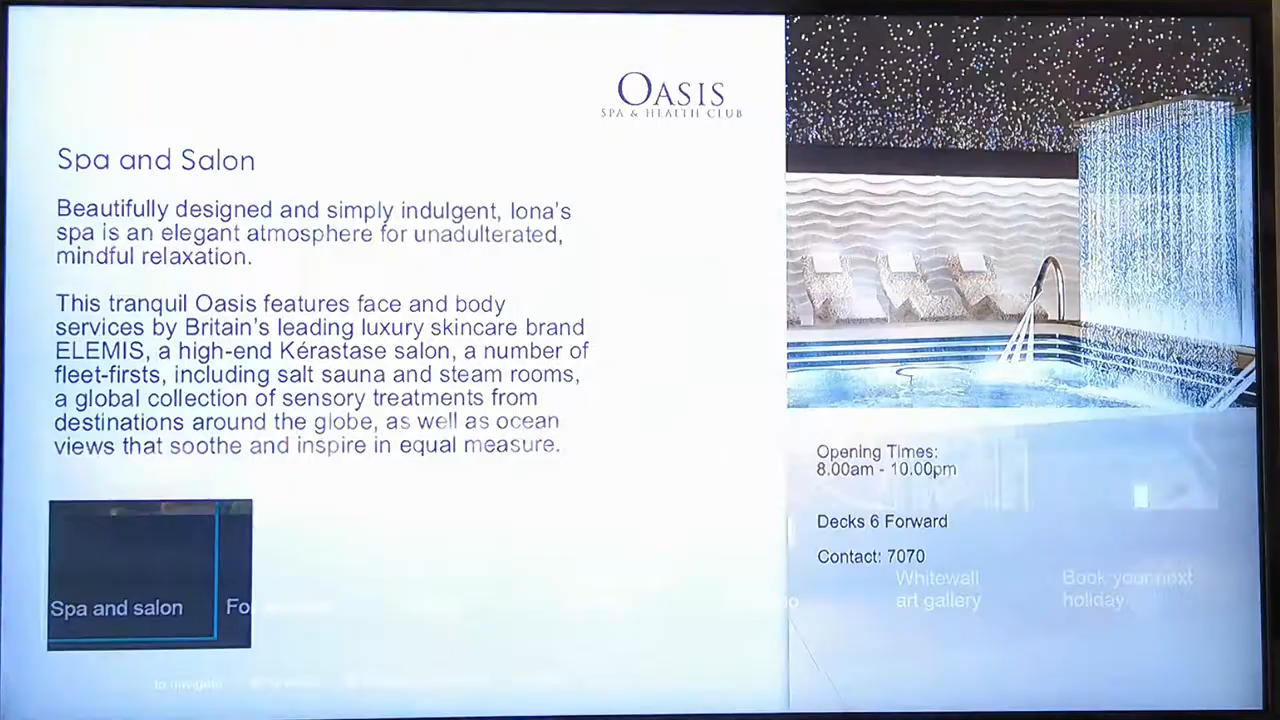 OASIS
SPA & HEALTH CLUB
Spa and Salon
Beautifully designed and simply indulgent, Iona's
spa is an elegant atmosphere for unadulterated,
mindful relaxation.
This tranquil Oasis features face and body
services by Britain's leading luxury skincare brand
ELEMIS, a high-end Kérastase salon, a number of
fleet-firsts, including salt sauna and steam rooms,
a global collection of sensory treatments from
destinations around the globe, as well as ocean
views that soothe and inspire in equal measure.
Opening Times:
8.00am - 10.00pm
Decks 6 Forward
Contact: 7070
Spa and salon
Fo
Whitewall
art gallery
Book your next
holiday
to navigate